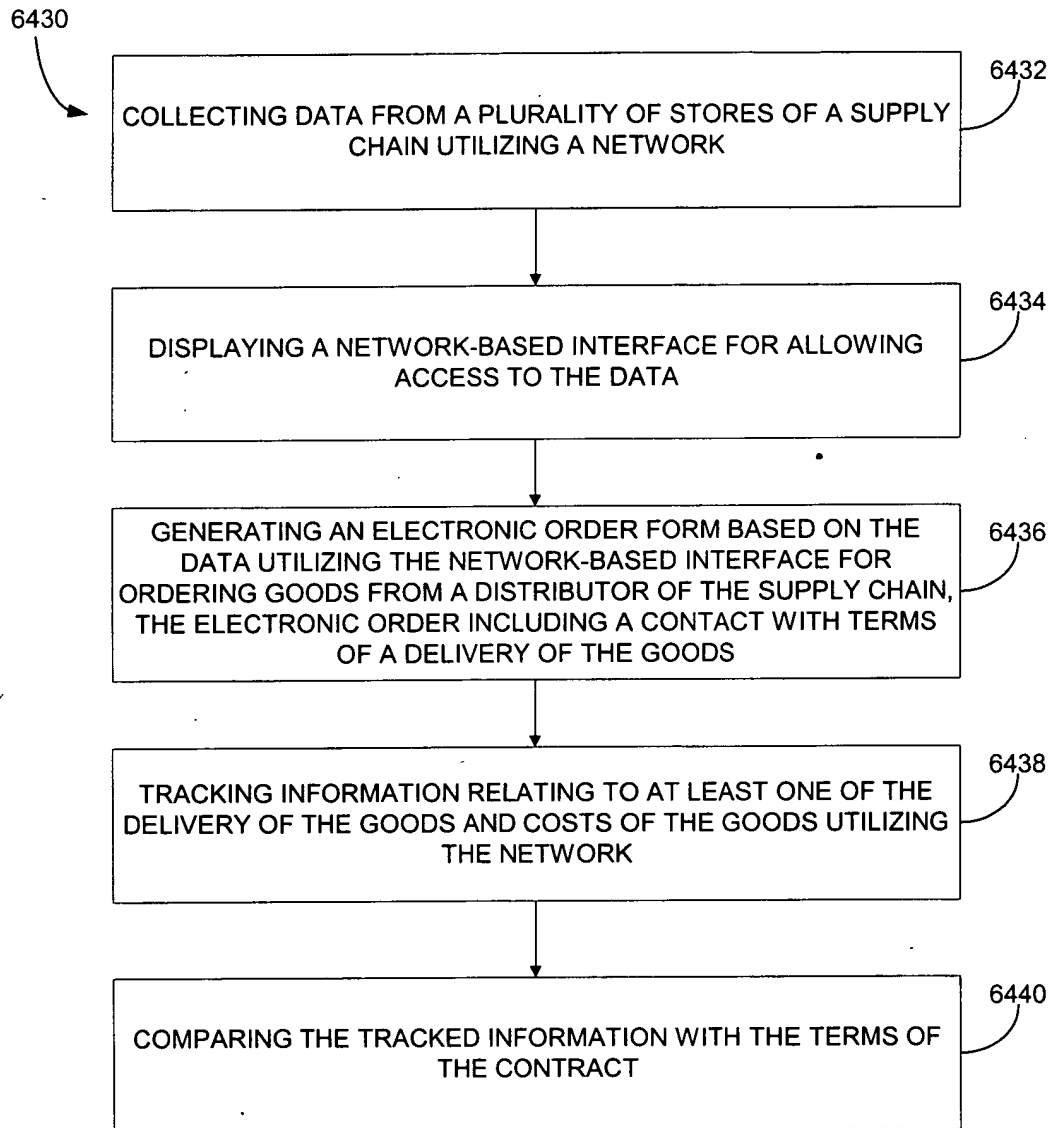 6430
6432
COLLECTING DATA FROM A PLURALITY OF STORES OF A SUPPLY
CHAIN UTILIZING A NETWORK
6434
DISPLAYING A NETWORK-BASED INTERFACE FOR ALLOWING
ACCESS TO THE DATA
6436
GENERATING AN ELECTRONIC ORDER FORM BASED ON THE
DATA UTILIZING THE NETWORK-BASED INTERFACE FOR
ORDERING GOODS FROM A DISTRIBUTOR OF THE SUPPLY CHAIN,
THE ELECTRONIC ORDER INCLUDING A CONTACT WITH TERMS
OF A DELIVERY OF THE GOODS
6438
TRACKING INFORMATION RELATING TO AT LEAST ONE OF THE
DELIVERY OF THE GOODS AND COSTS OF THE GOODS UTILIZING
THE NETWORK
6440
COMPARING THE TRACKED INFORMATION WITH THE TERMS OF
THE CONTRACT